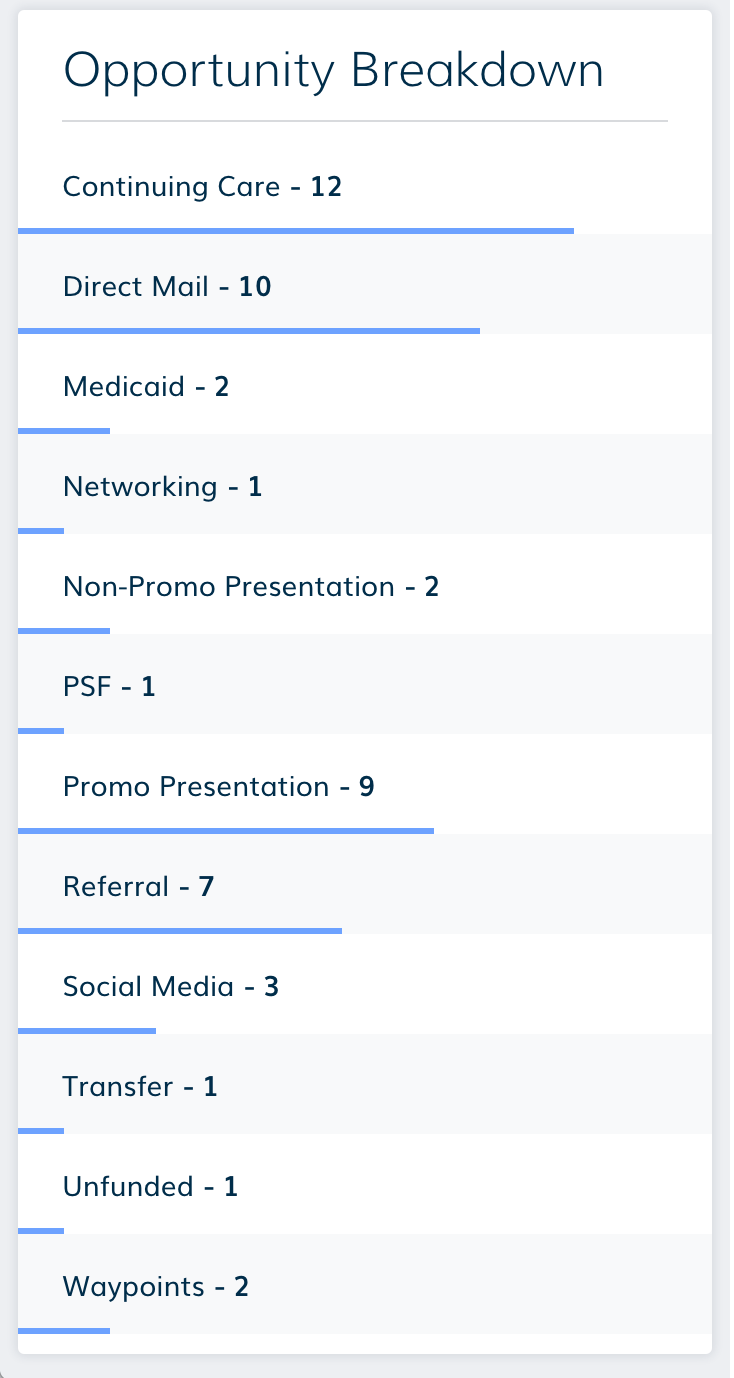 Opportunity Breakdown
Continuing Care - 12
Direct Mail - 10
Medicaid - 2
Networking - 1
Non-Promo Presentation - 2
PSF - 1
Promo Presentation - 9
Referral - 7
Social Media - 3
Transfer - 1
Unfunded - 1
Waypoints - 2